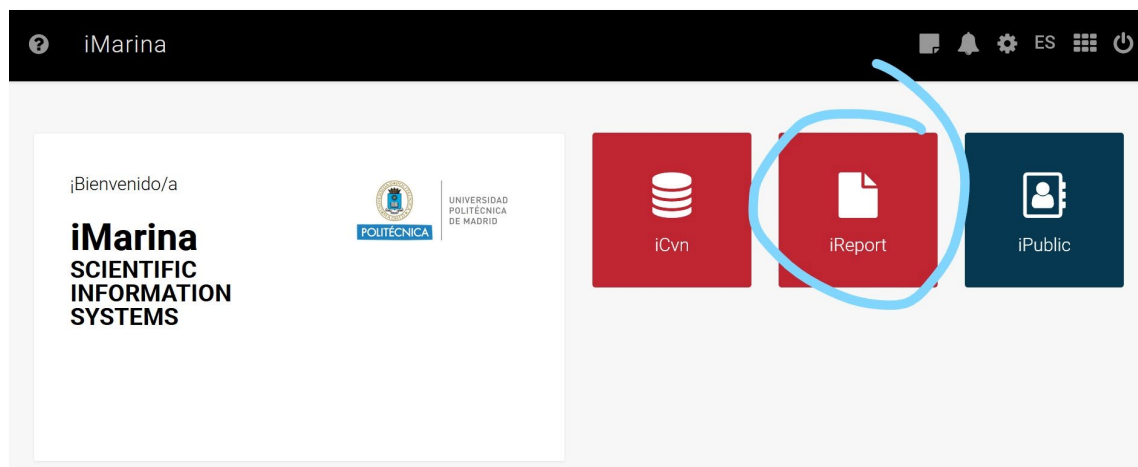 iMarina
ES
¡Bienvenido/a
iMarina
SCIENTIFIC
INFORMATION
SYSTEMS
POLITÉCNICA
UNIVERSIDAD
POLITÉCNICA
DE MADRID
iCvn
iReport
iPublic